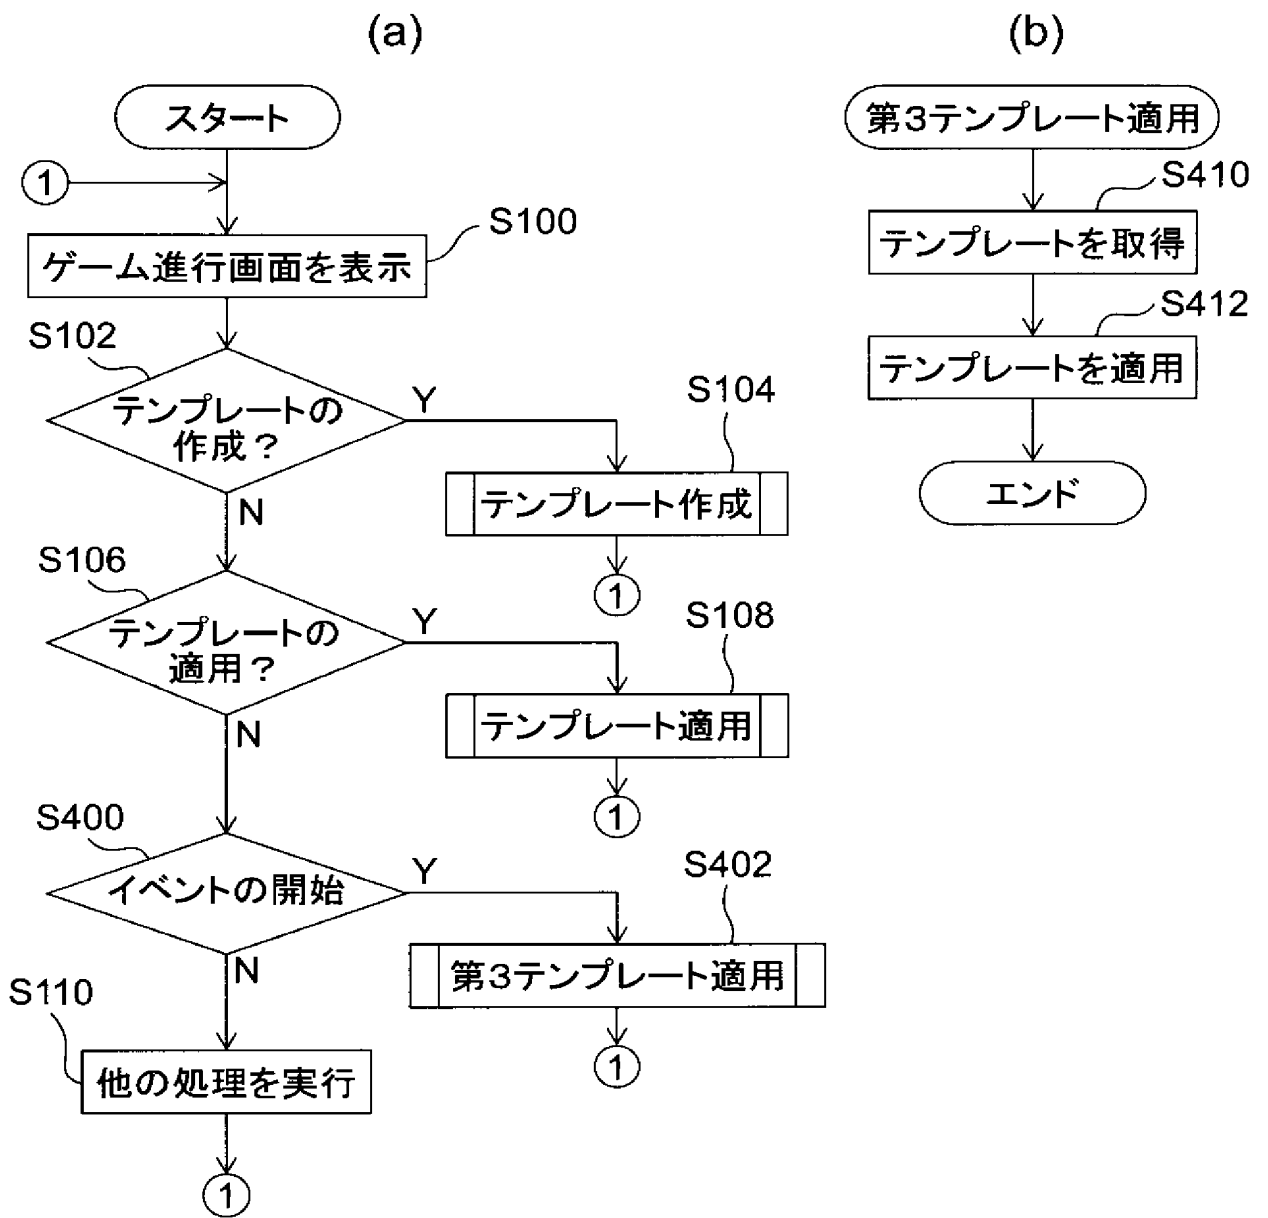 (a)
スタート
1
S100
ゲーム進行画面を表示
S102
テンプレートの
作成?
Y
N
S104
テンプレート作成
1
S106
テンプレートの
適用?
Y
N
S108
テンプレート適用
1
S400
イベントの開始
Y
N
S402
第3テンプレート適用
1
S110
他の処理を実行
1
(b)
第3テンプレート適用
S410
テンプレートを取得
S412
テンプレートを適用
エンド